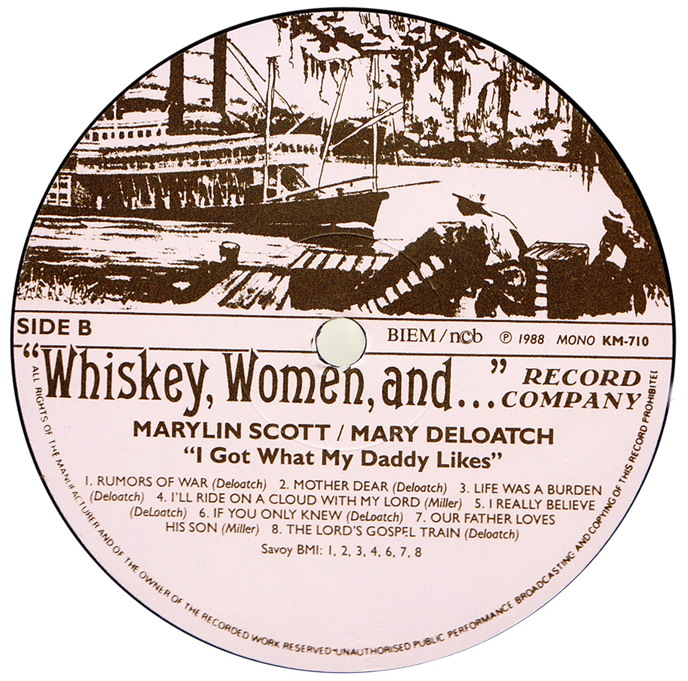 SIDE B
BIEM / ncb ℗ 1988 MONO KM-710
"Whiskey, Women, and..." RECORD COMPANY
MARYLIN SCOTT / MARY DELOATCH
"I Got What My Daddy Likes"
1. RUMORS OF WAR (Deloatch) 2. MOTHER DEAR (Deloatch) 3. LIFE WAS A BURDEN
(Deloatch) 4. I'LL RIDE ON A CLOUD WITH MY LORD (Miller) 5. I REALLY BELIEVE
(DeLoatch) 6. IF YOU ONLY KNEW (DeLoatch) 7. OUR FATHER LOVES
HIS SON (Miller) 8. THE LORD'S GOSPEL TRAIN (Deloatch)
Savoy BMI: 1, 2, 3, 4, 6, 7, 8
ALL RIGHTS OF THE MANUFACTURER AND OF THE OWNER OF THE RECORDED WORK RESERVED-UNAUTHORISED PUBLIC PERFORMANCE BROADCASTING AND COPYING OF THIS RECORD PROHIBITED